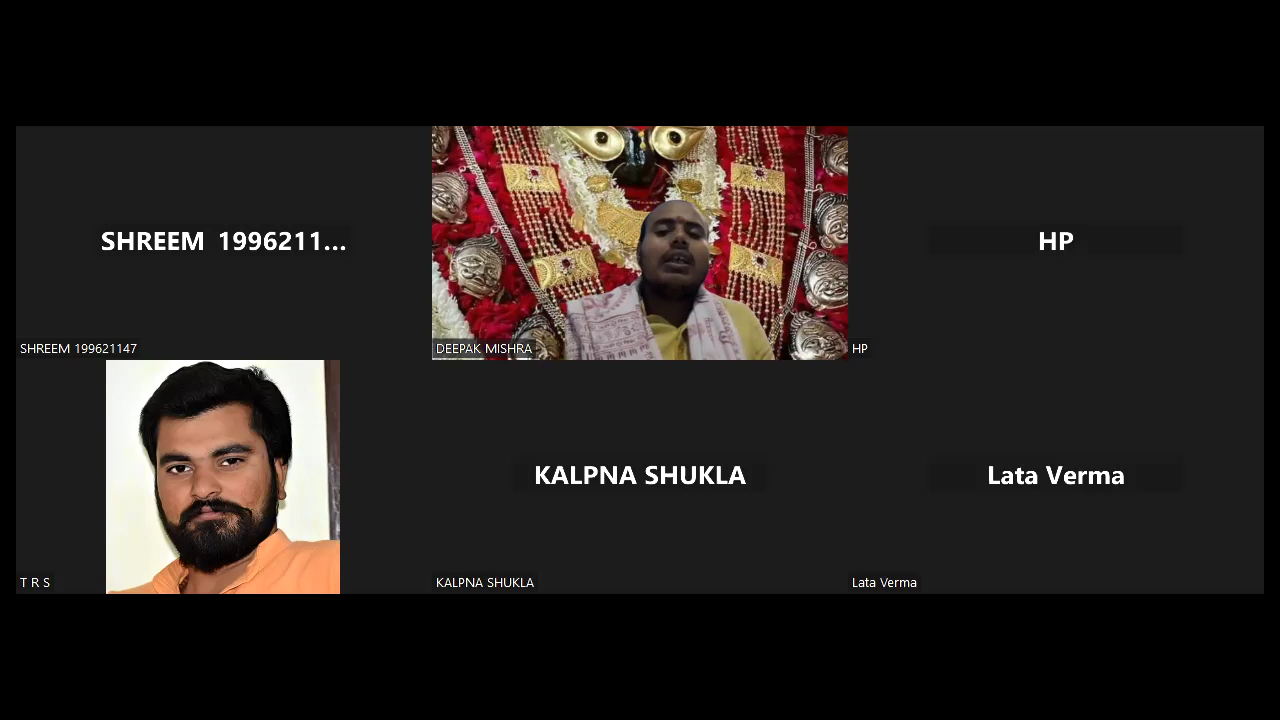 SHREEM  1996211...
SHREEM 199621147
DEEPAK MISHRA
HP
HP
T R S
KALPNA SHUKLA
KALPNA SHUKLA
Lata Verma
Lata Verma